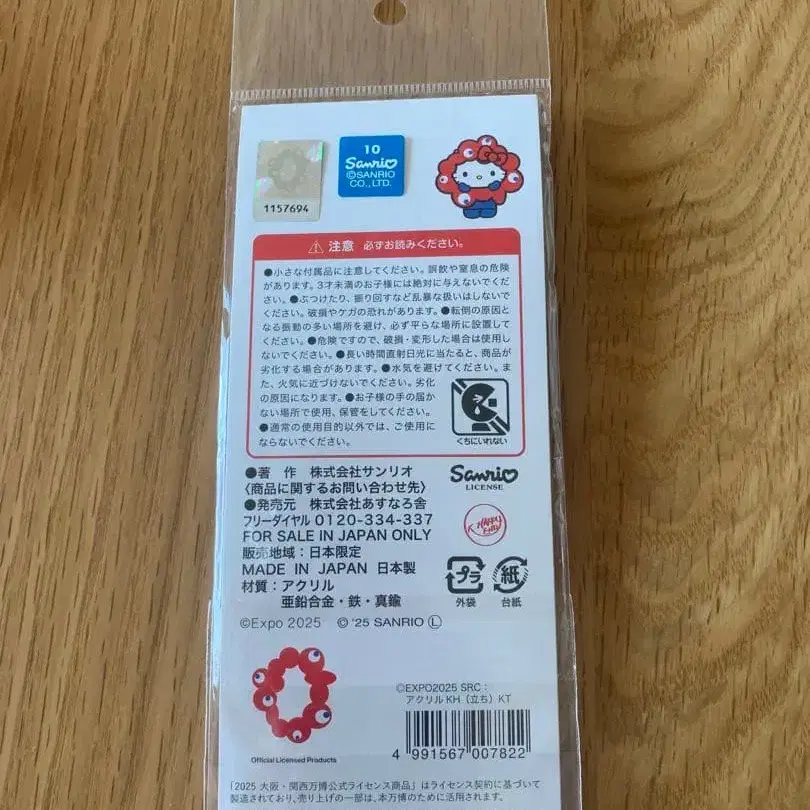 10
Sanrio
©SANRIO
CO., LTD.
1157694
注意 必ずお読みください。
●小さな付属品に注意してください。誤飲や窒息の危険
があります。3才未満のお子様には絶対に与えないでくだ
さい。●ぶつけたり、振り回すなど乱暴な扱いはしないで
ください。破損やケガの恐れがあります。●転倒の原因と
なる振動の多い場所を避け、必ず平らな場所に設置して
ください。●危険ですので、破損・変形した場合は使用し
ないでください。●長い時間直射日光に当たると、商品が
劣化する場合があります。●水気を避けてください。ま
た、火気に近づけないでください。劣化
の原因になります。●お子様の手の届か
ない場所で使用、保管をしてください。
●通常の使用目的以外では、ご使用に
ならないでください。
くちにいれない
●著 作 株式会社サンリオ
〈商品に関するお問い合わせ先〉
●発売元 株式会社あすなろ舎
フリーダイヤル 0120-334-337
FOR SALE IN JAPAN ONLY
販売地域：日本限定
MADE IN JAPAN 日本製
材質：アクリル
亜鉛合金・鉄・真鍮
Sanrio
LICENSE
プラ
外袋
紙
台紙
©Expo 2025 © '25 SANRIO Ⓛ
Official Licensed Products
©EXPO2025 SRC：
アクリルKH（立ち）KT
4 991567 007822
「2025 大阪・関西万博公式ライセンス商品」はライセンス契約に基づいて
製造されており、売り上げの一部は、本万博のために活用されます。